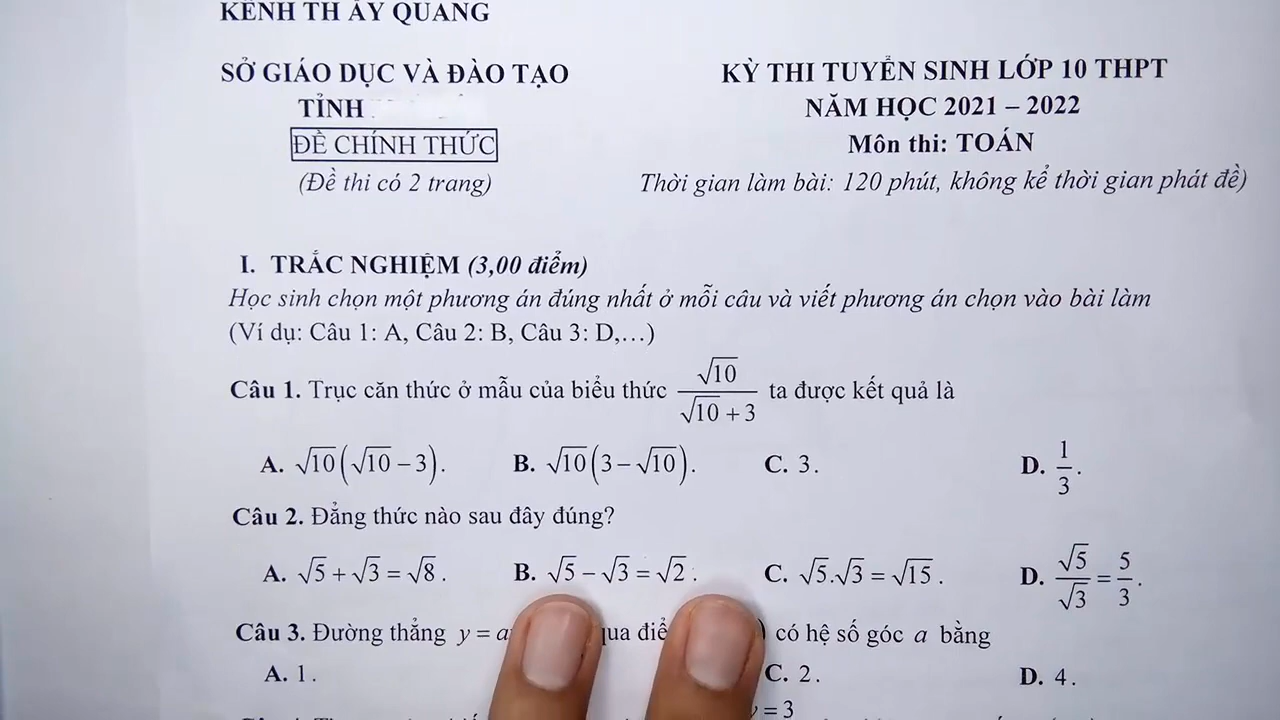 KÊNH THẦY QUANG
SỞ GIÁO DỤC VÀ ĐÀO TẠO
TỈNH
ĐỀ CHÍNH THỨC
(Đề thi có 2 trang)
KỲ THI TUYỂN SINH LỚP 10 THPT
NĂM HỌC 2021 – 2022
Môn thi: TOÁN
Thời gian làm bài: 120 phút, không kể thời gian phát đề)
I. TRẮC NGHIỆM (3,00 điểm)
Học sinh chọn một phương án đúng nhất ở mỗi câu và viết phương án chọn vào bài làm
(Ví dụ: Câu 1: A, Câu 2: B, Câu 3: D,…)
Câu 1. Trục căn thức ở mẫu của biểu thức √10/(√10 + 3) ta được kết quả là
A. √10(√10 − 3). B. √10(3 − √10). C. 3. D. 1/3.
Câu 2. Đẳng thức nào sau đây đúng?
A. √5 + √3 = √8. B. √5 − √3 = √2. C. √5.√3 = √15. D. √5/√3 = 5/3.
Câu 3. Đường thẳng y = a qua có hệ số góc a bằng
A. 1. C. 2. D. 4.
= 3